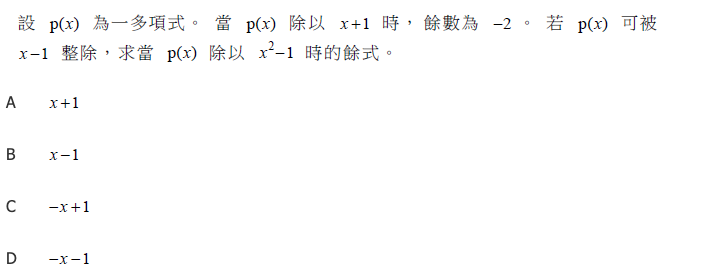 設 p(x) 為一多項式。 當 p(x) 除以 x+1 時， 餘數為 −2 。 若 p(x) 可被
x−1 整除，求當 p(x) 除以 x²−1 時的餘式。
A x+1
B x−1
C −x+1
D −x−1